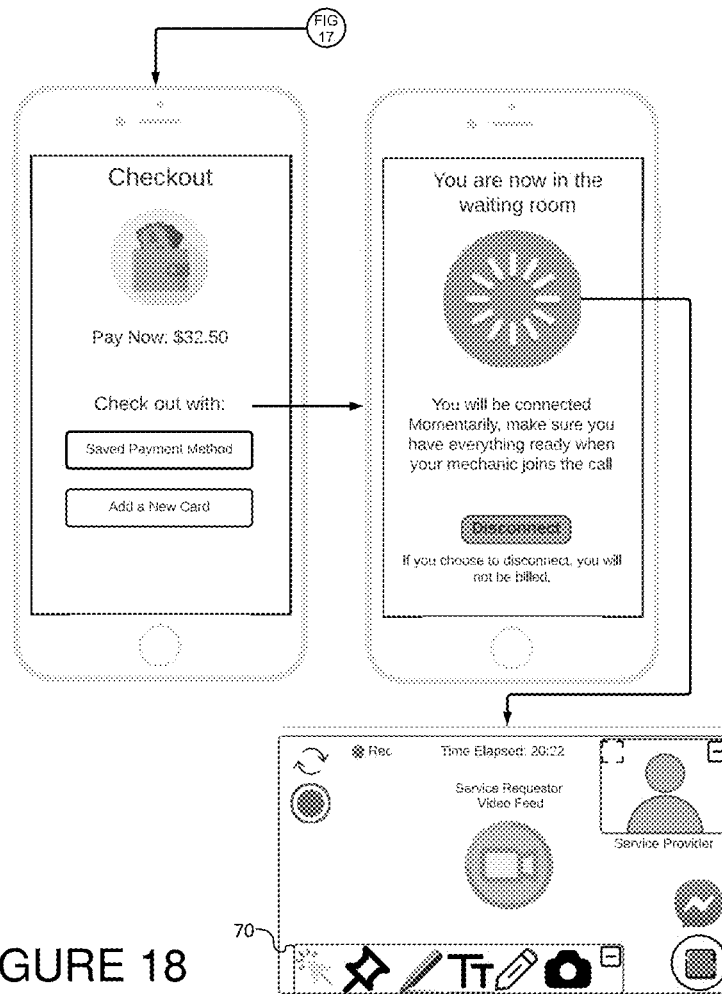 FIG
17
Checkout
Pay Now: $32.50
Check out with:
Saved Payment Method
Add a New Card
You are now in the
waiting room
You will be connected
Momentarily, make sure you
have everything ready when
your mechanic joins the call
Disconnect
If you choose to disconnect, you will
not be billed.
Rec
Time Elapsed: 20:22
Service Requestor
Video Feed
Service Provider
70
TT
GURE 18